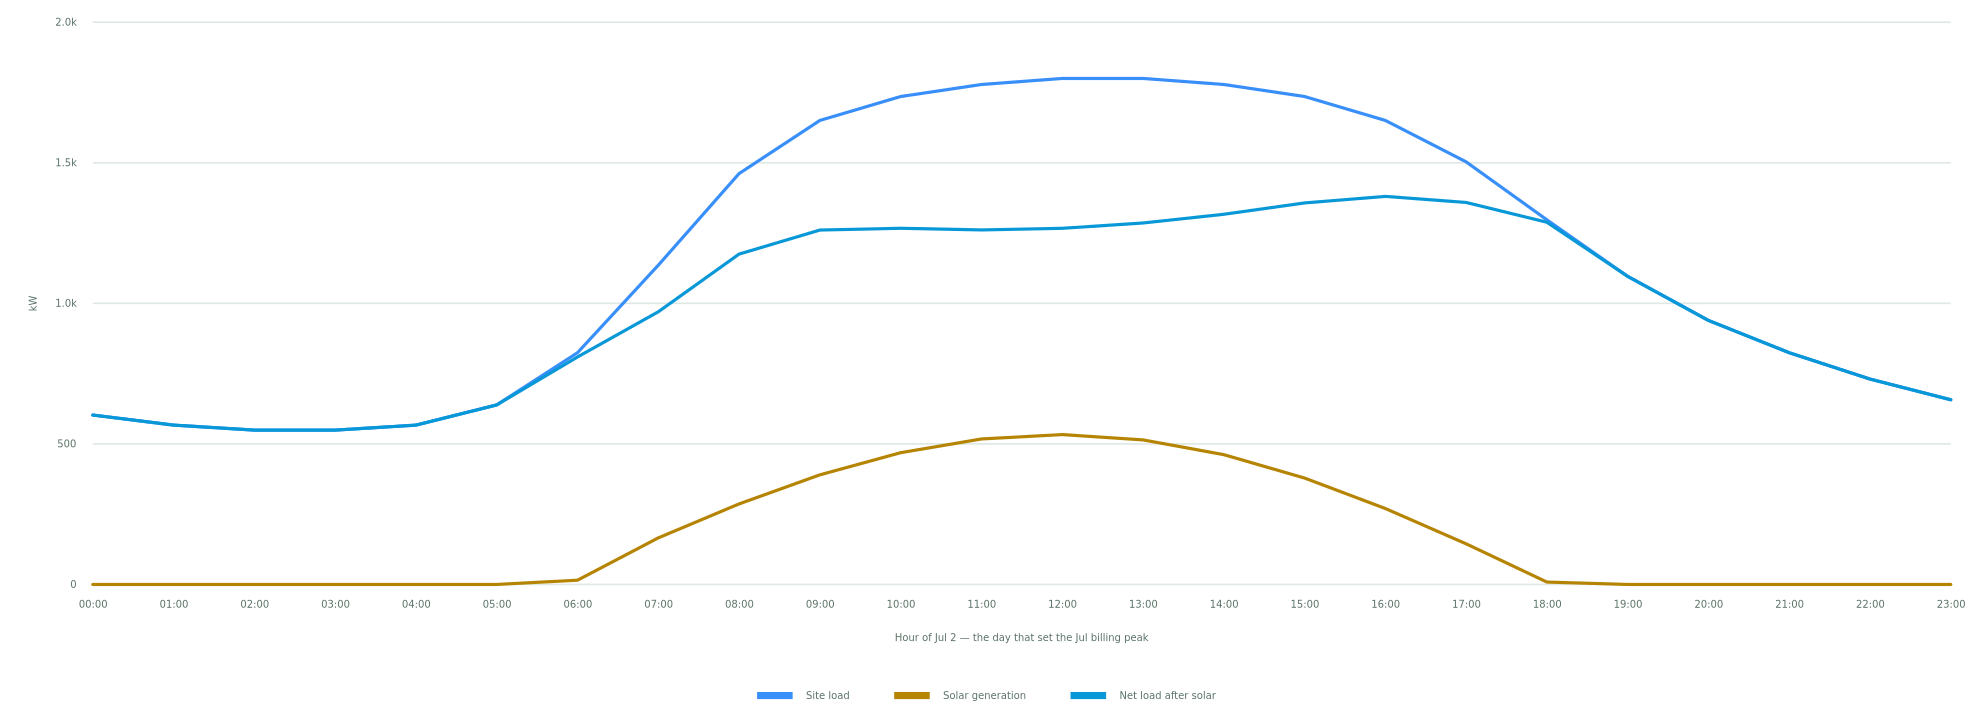 2.0k
1.5k
1.0k
500
0
kW
00:00 01:00 02:00 03:00 04:00 05:00 06:00 07:00 08:00 09:00 10:00 11:00 12:00 13:00 14:00 15:00 16:00 17:00 18:00 19:00 20:00 21:00 22:00 23:00
Hour of Jul 2 — the day that set the Jul billing peak
Site load Solar generation Net load after solar